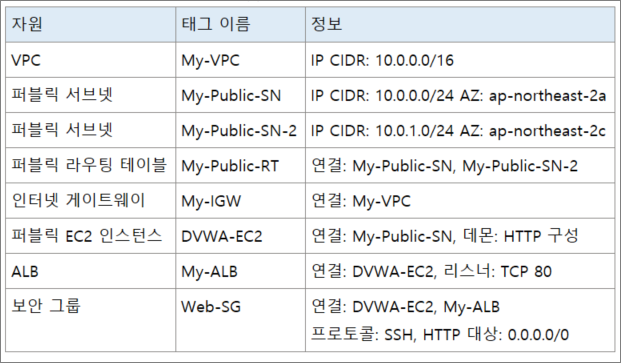 자원 태그 이름 정보
VPC My-VPC IP CIDR: 10.0.0.0/16
퍼블릭 서브넷 My-Public-SN IP CIDR: 10.0.0.0/24 AZ: ap-northeast-2a
퍼블릭 서브넷 My-Public-SN-2 IP CIDR: 10.0.1.0/24 AZ: ap-northeast-2c
퍼블릭 라우팅 테이블 My-Public-RT 연결: My-Public-SN, My-Public-SN-2
인터넷 게이트웨이 My-IGW 연결: My-VPC
퍼블릭 EC2 인스턴스 DVWA-EC2 연결: My-Public-SN, 데몬: HTTP 구성
ALB My-ALB 연결: DVWA-EC2, 리스너: TCP 80
보안 그룹 Web-SG 연결: DVWA-EC2, My-ALB
프로토콜: SSH, HTTP 대상: 0.0.0.0/0